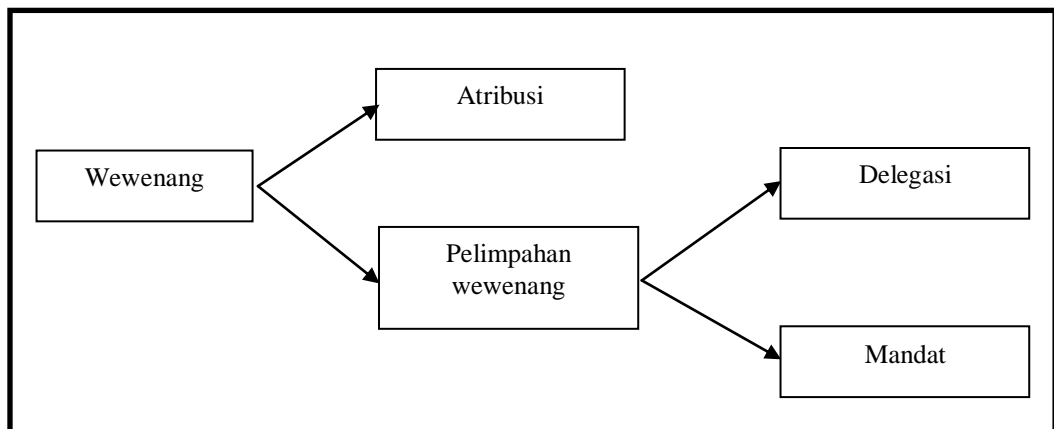 Wewenang
Atribusi
Pelimpahan
wewenang
Delegasi
Mandat